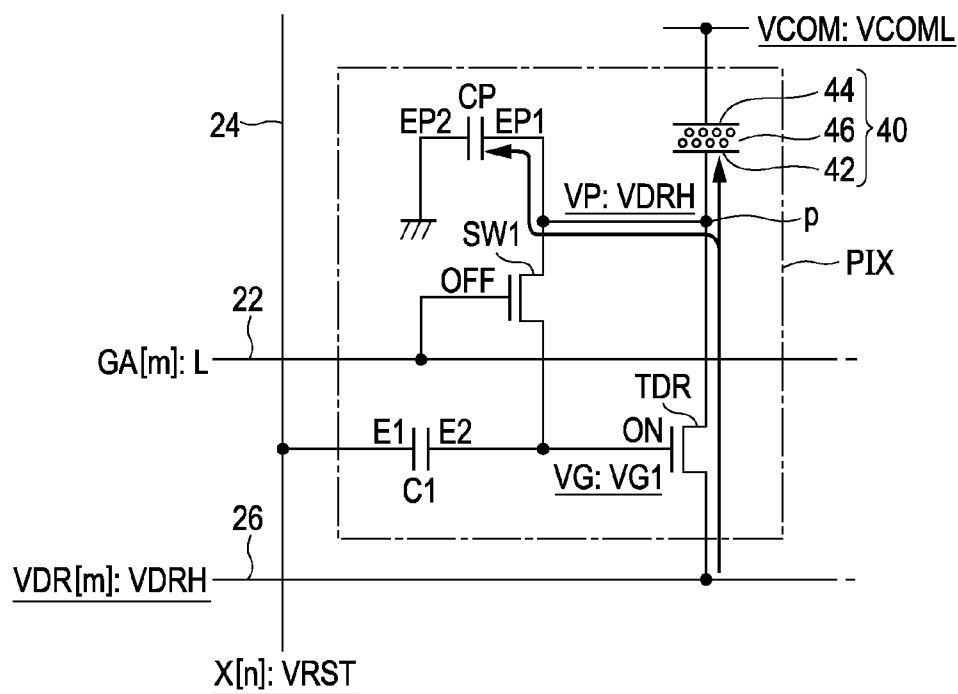 VCOM: VCOML
24
CP
EP2
EP1
44
46
42
40
VP: VDRH
p
SW1
PIX
OFF
22
GA[m]: L
TDR
E1
E2
ON
C1
VG: VG1
26
VDR[m]: VDRH
X[n]: VRST